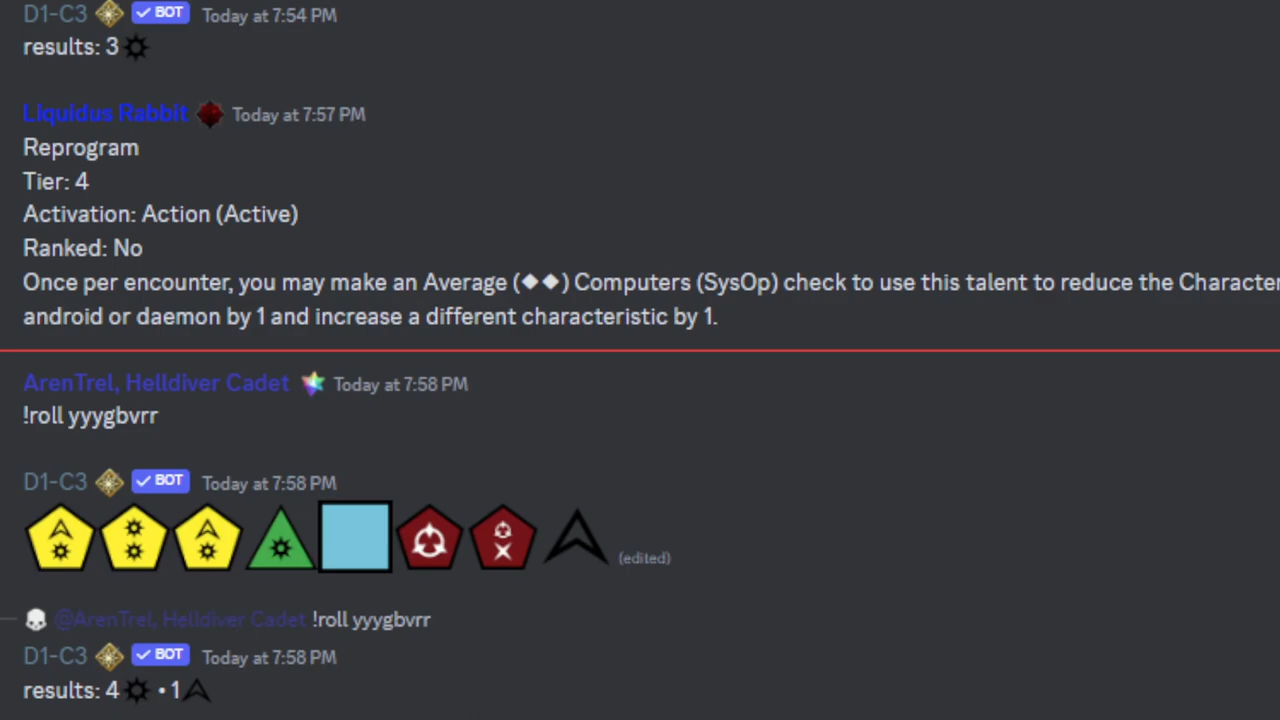 D1-C3 ✓ BOT Today at 7:54 PM
results: 3
Liquidus Rabbit Today at 7:57 PM
Reprogram
Tier: 4
Activation: Action (Active)
Ranked: No
Once per encounter, you may make an Average (◆◆) Computers (SysOp) check to use this talent to reduce the Character
android or daemon by 1 and increase a different characteristic by 1.
ArenTrel, Helldiver Cadet Today at 7:58 PM
!roll yyygbvrr
D1-C3 ✓ BOT Today at 7:58 PM
(edited)
@ArenTrel, Helldiver Cadet !roll yyygbvrr
D1-C3 ✓ BOT Today at 7:58 PM
results: 4 • 1